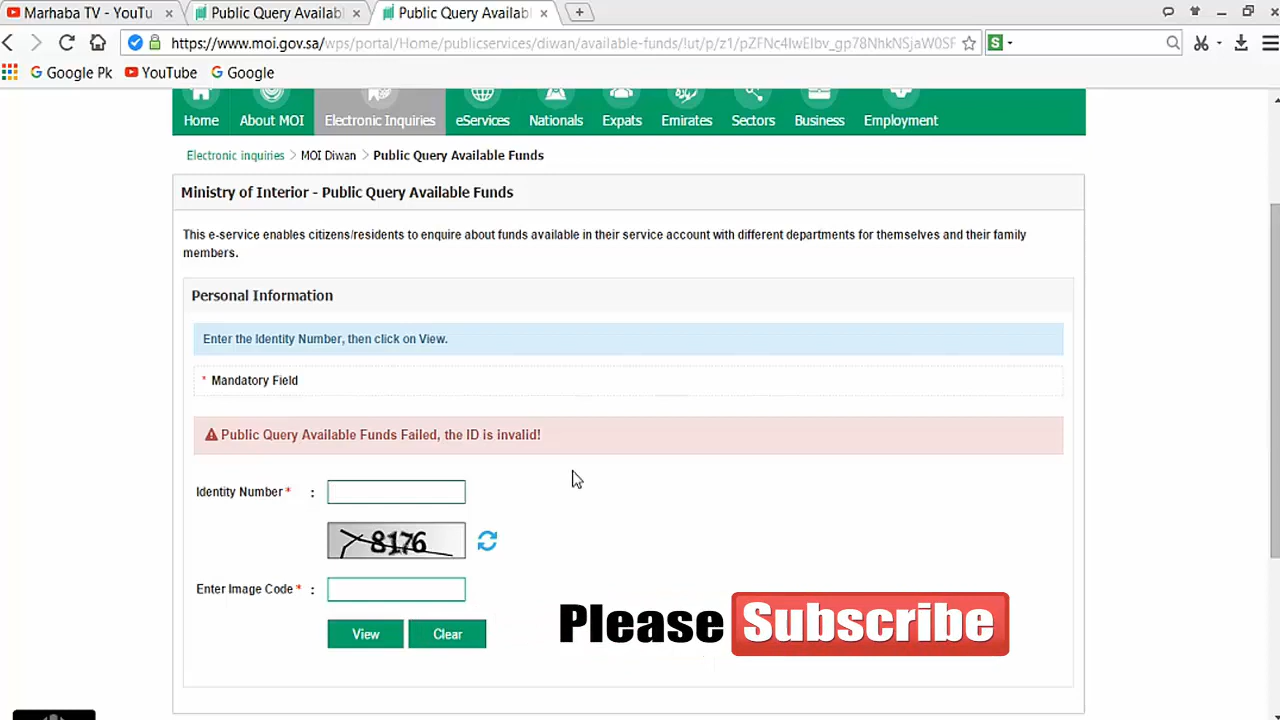 Marhaba TV - YouTu
Public Query Availabl
Public Query Availabl
https://www.moi.gov.sa/wps/portal/Home/publicservices/diwan/available-funds/!ut/p/z1/pZFNc4IwEIbv_gp78NhkNSjaW0SF
S
Google Pk
YouTube
Google
Home
About MOI
Electronic Inquiries
eServices
Nationals
Expats
Emirates
Sectors
Business
Employment
Electronic inquiries > MOI Diwan > Public Query Available Funds
Ministry of Interior - Public Query Available Funds
This e-service enables citizens/residents to enquire about funds available in their service account with different departments for themselves and their family
members.
Personal Information
Enter the Identity Number, then click on View.
* Mandatory Field
Public Query Available Funds Failed, the ID is invalid!
Identity Number * :
8176
Enter Image Code * :
View
Clear
Please Subscribe